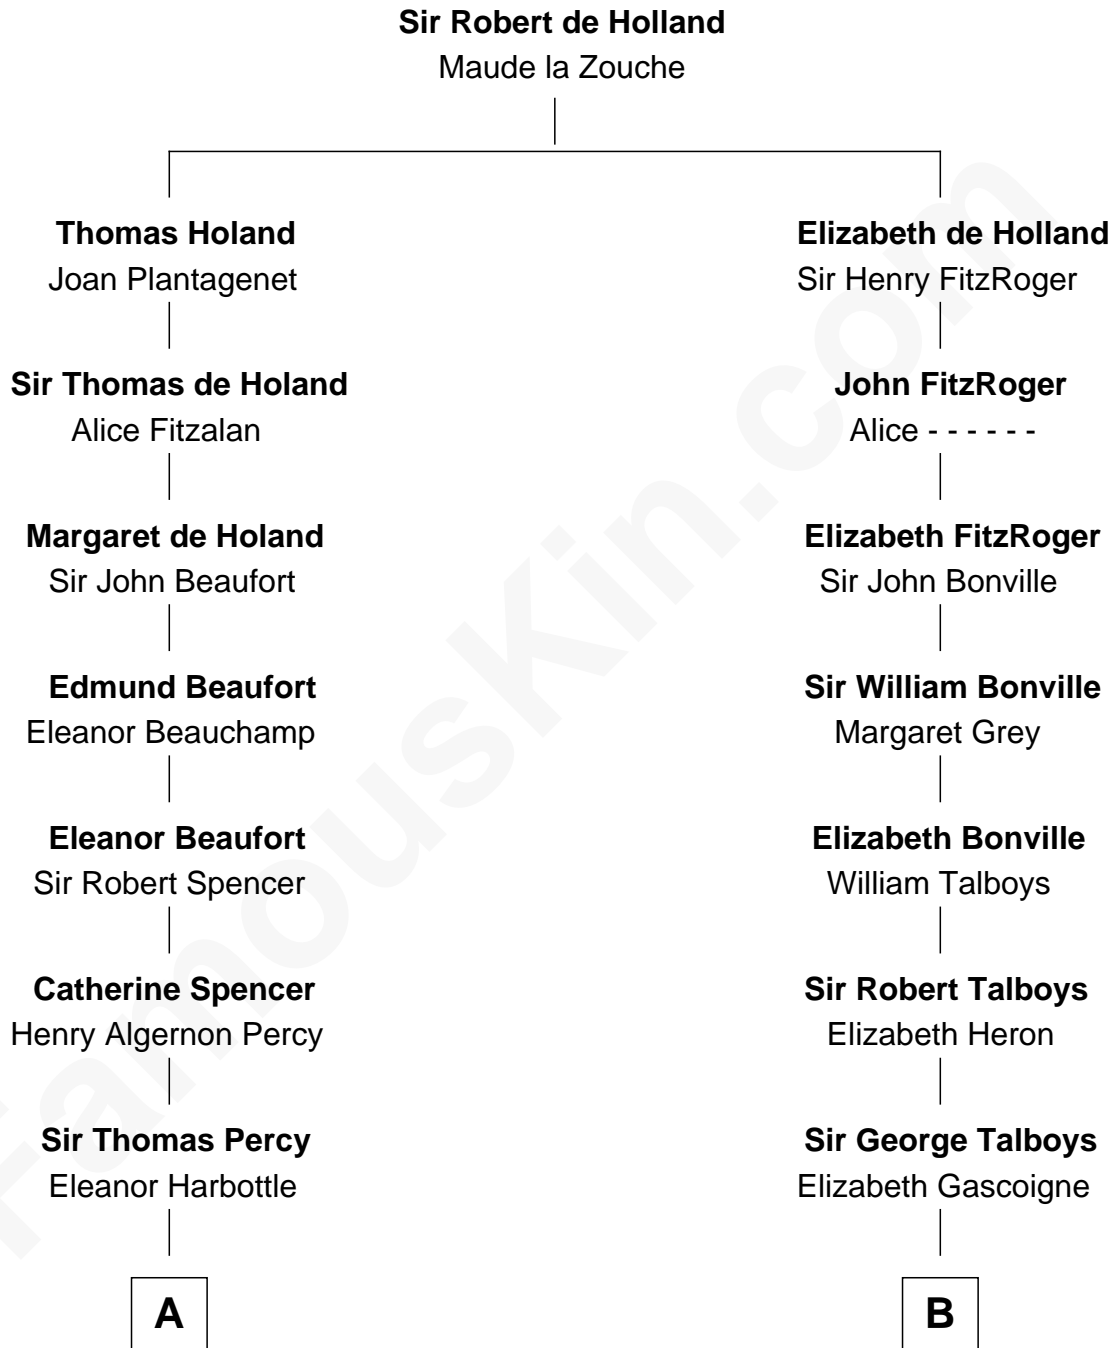 Sir Robert de Holland
Maude la Zouche
Thomas Holand
Joan Plantagenet
Sir Thomas de Holand
Alice Fitzalan
Margaret de Holand
Sir John Beaufort
Edmund Beaufort
Eleanor Beauchamp
Eleanor Beaufort
Sir Robert Spencer
Catherine Spencer
Henry Algernon Percy
Sir Thomas Percy
Eleanor Harbottle
A
Elizabeth de Holland
Sir Henry FitzRoger
John FitzRoger
Alice - - - - - -
Elizabeth FitzRoger
Sir John Bonville
Sir William Bonville
Margaret Grey
Elizabeth Bonville
William Talboys
Sir Robert Talboys
Elizabeth Heron
Sir George Talboys
Elizabeth Gascoigne
B
FamousKin.com